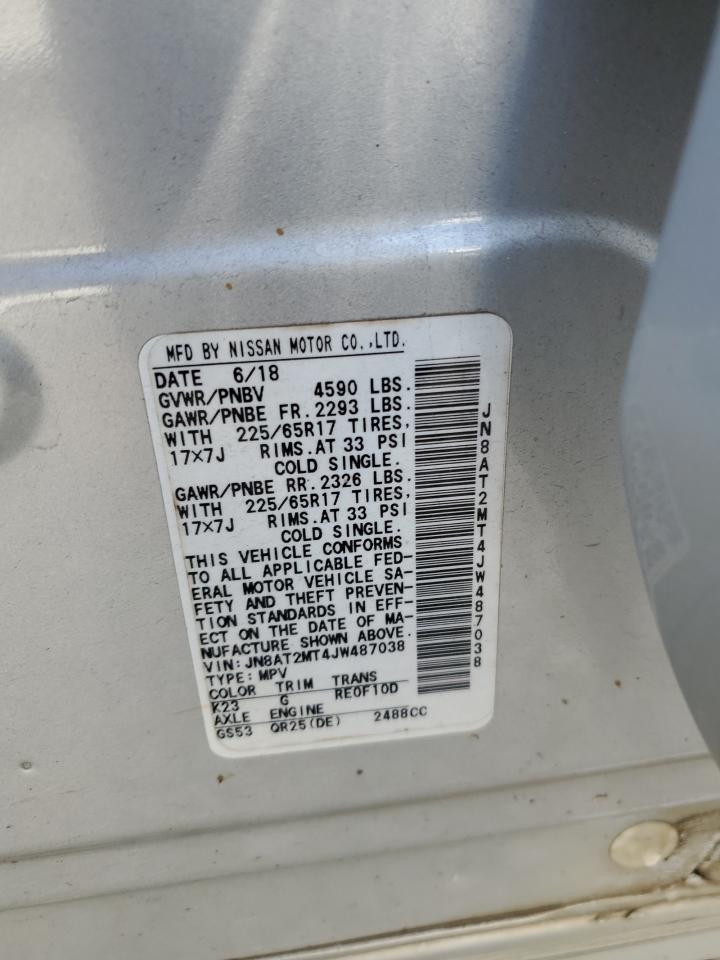 MFD BY NISSAN MOTOR CO.,LTD.
DATE 6/18
GVWR/PNBV 4590 LBS.
GAWR/PNBE FR. 2293 LBS.
WITH 225/65R17 TIRES,
17×7J RIMS.AT 33 PSI
COLD SINGLE.
GAWR/PNBE RR. 2326 LBS.
WITH 225/65R17 TIRES,
17×7J RIMS.AT 33 PSI
COLD SINGLE.
THIS VEHICLE CONFORMS
TO ALL APPLICABLE FED-
ERAL MOTOR VEHICLE SA-
FETY AND THEFT PREVEN-
TION STANDARDS IN EFF-
ECT ON THE DATE OF MA-
NUFACTURE SHOWN ABOVE.
VIN: JN8AT2MT4JW487038
TYPE: MPV
COLOR TRIM TRANS
K23 G RE0F10D
AXLE ENGINE
GS53 QR25(DE) 2488CC
JN8AT2MT4JW487038